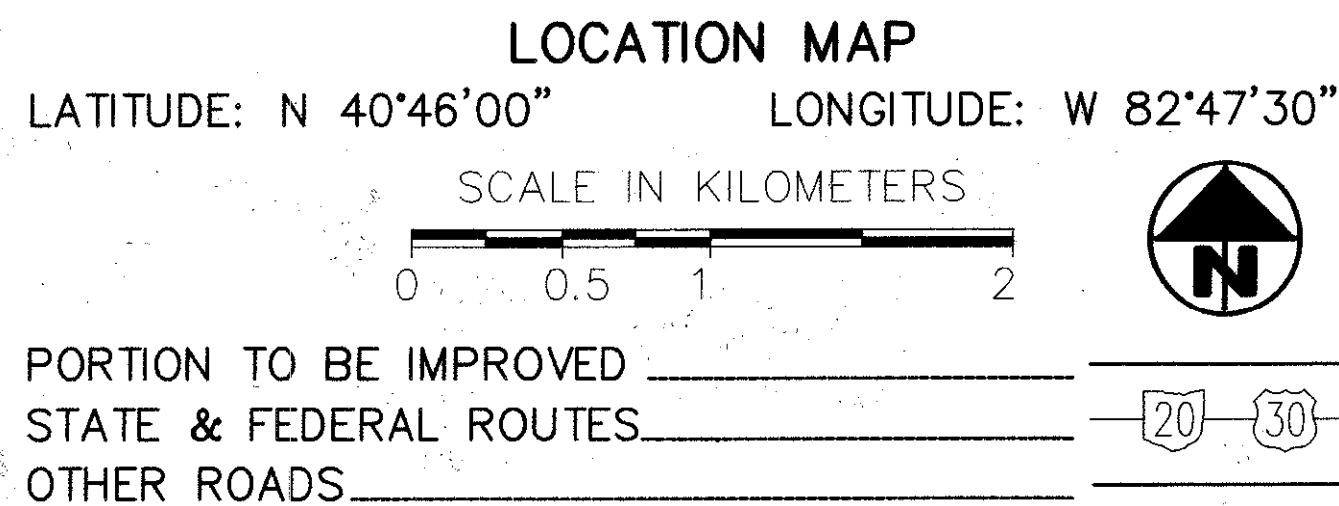 LOCATION MAP
LATITUDE: N 40°46'00" LONGITUDE: W 82°47'30"
SCALE IN KILOMETERS
0 0.5 1 2
N
PORTION TO BE IMPROVED
STATE & FEDERAL ROUTES 20 30
OTHER ROADS